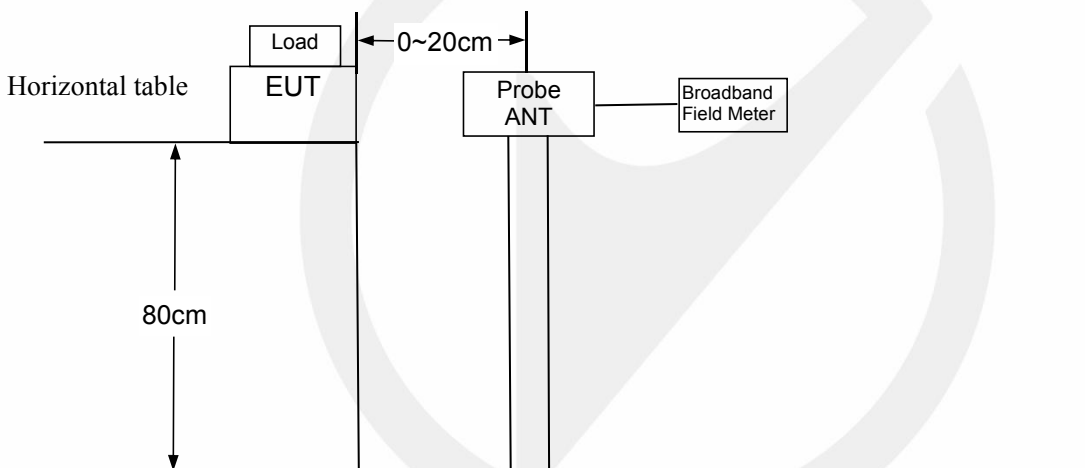 Load
0~20cm
Horizontal table
EUT
Probe
ANT
Broadband
Field Meter
80cm